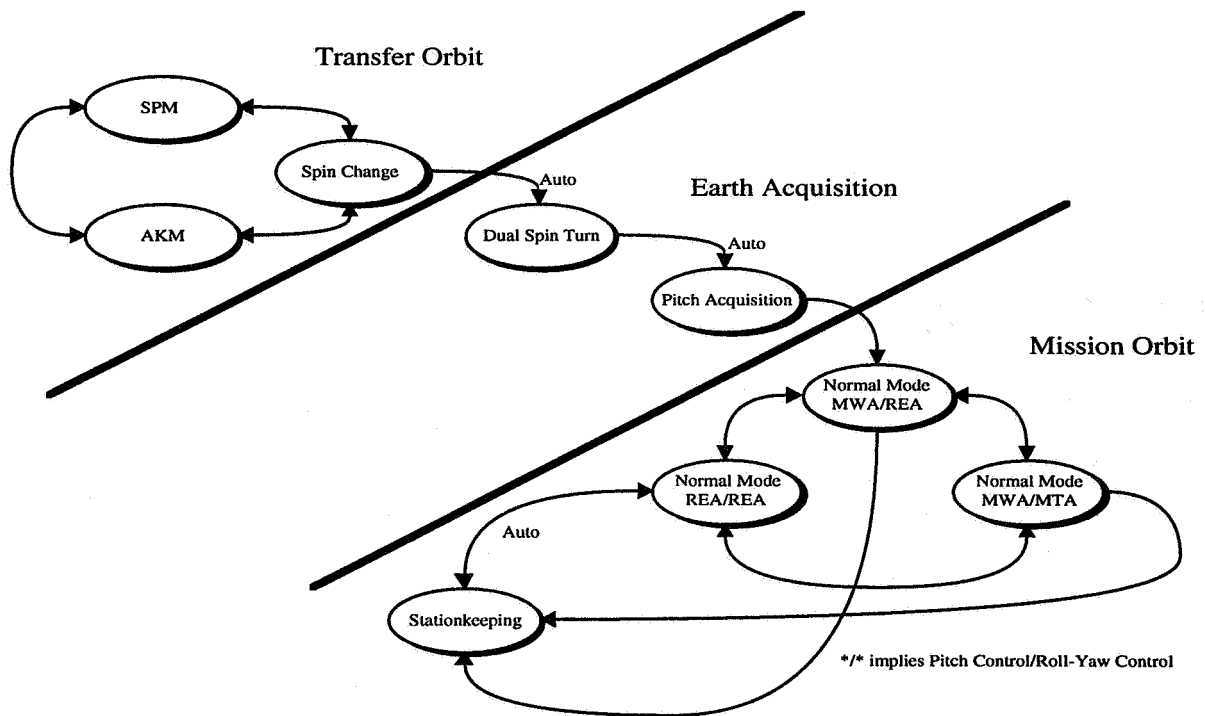 Transfer Orbit
SPM
Spin Change
AKM
Auto
Earth Acquisition
Dual Spin Turn
Auto
Pitch Acquisition
Mission Orbit
Normal Mode
MWA/REA
Normal Mode
REA/REA
Normal Mode
MWA/MTA
Auto
Stationkeeping
*/* implies Pitch Control/Roll-Yaw Control